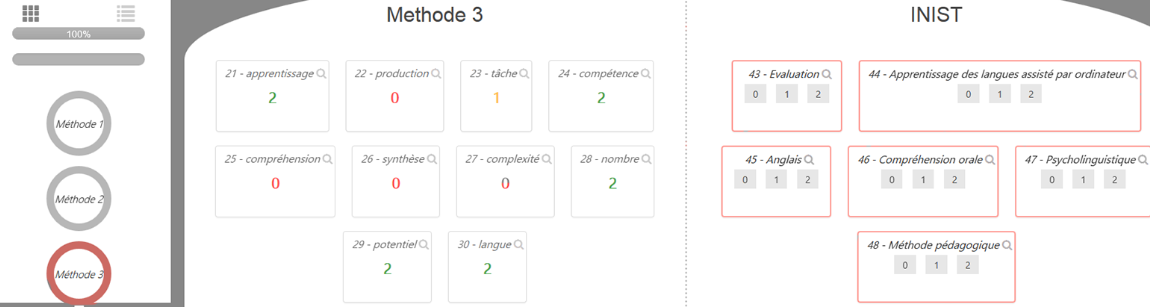 100%
Méthode 1
Méthode 2
Méthode 3
Methode 3
21 - apprentissage
2
22 - production
0
23 - tâche
1
24 - compétence
2
25 - compréhension
0
26 - synthèse
0
27 - complexité
0
28 - nombre
2
29 - potentiel
2
30 - langue
2
INIST
43 - Evaluation
0 1 2
44 - Apprentissage des langues assisté par ordinateur
0 1 2
45 - Anglais
0 1 2
46 - Compréhension orale
0 1 2
47 - Psycholinguistique
0 1 2
48 - Méthode pédagogique
0 1 2